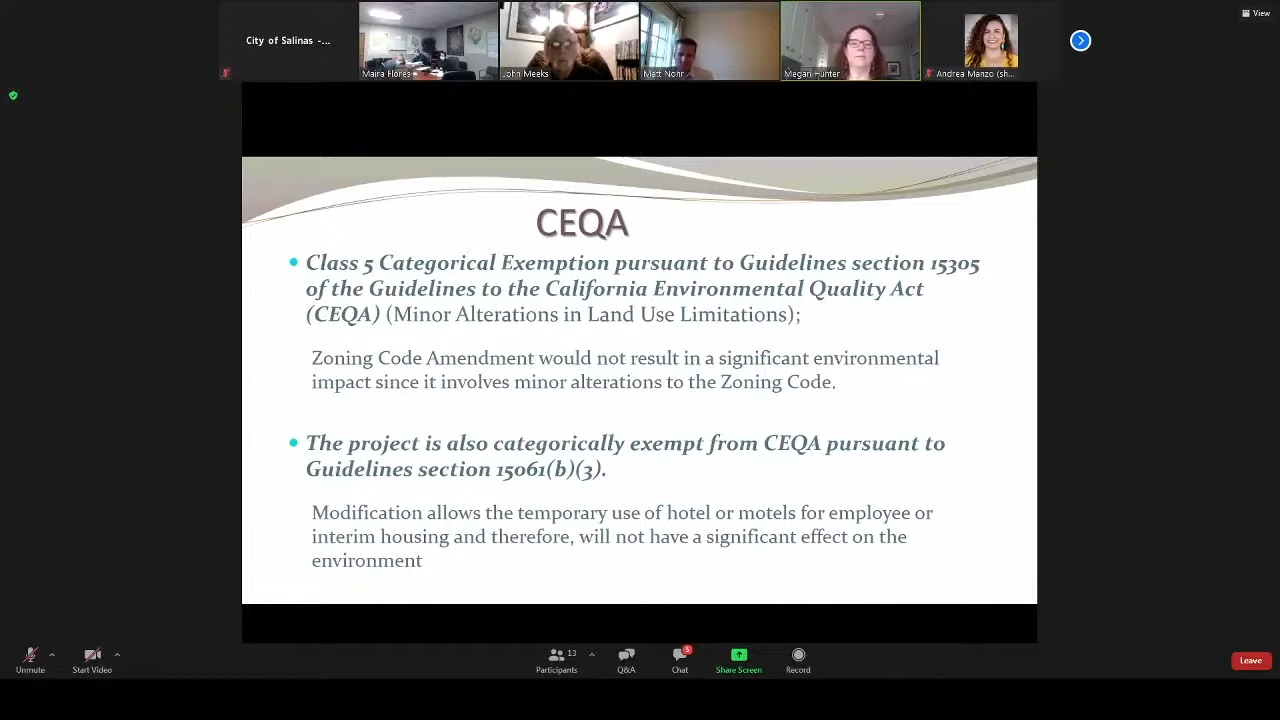 View
City of Salinas -...
Maira Flores
John Meeks
Matt Nohr
Megan Hunter
Andrea Manzo (sh...
CEQA
Class 5 Categorical Exemption pursuant to Guidelines section 15305
of the Guidelines to the California Environmental Quality Act
(CEQA) (Minor Alterations in Land Use Limitations);
Zoning Code Amendment would not result in a significant environmental
impact since it involves minor alterations to the Zoning Code.
The project is also categorically exempt from CEQA pursuant to
Guidelines section 15061(b)(3).
Modification allows the temporary use of hotel or motels for employee or
interim housing and therefore, will not have a significant effect on the
environment
Unmute
Start Video
13
Participants
Q&A
5
Chat
Share Screen
Record
Leave